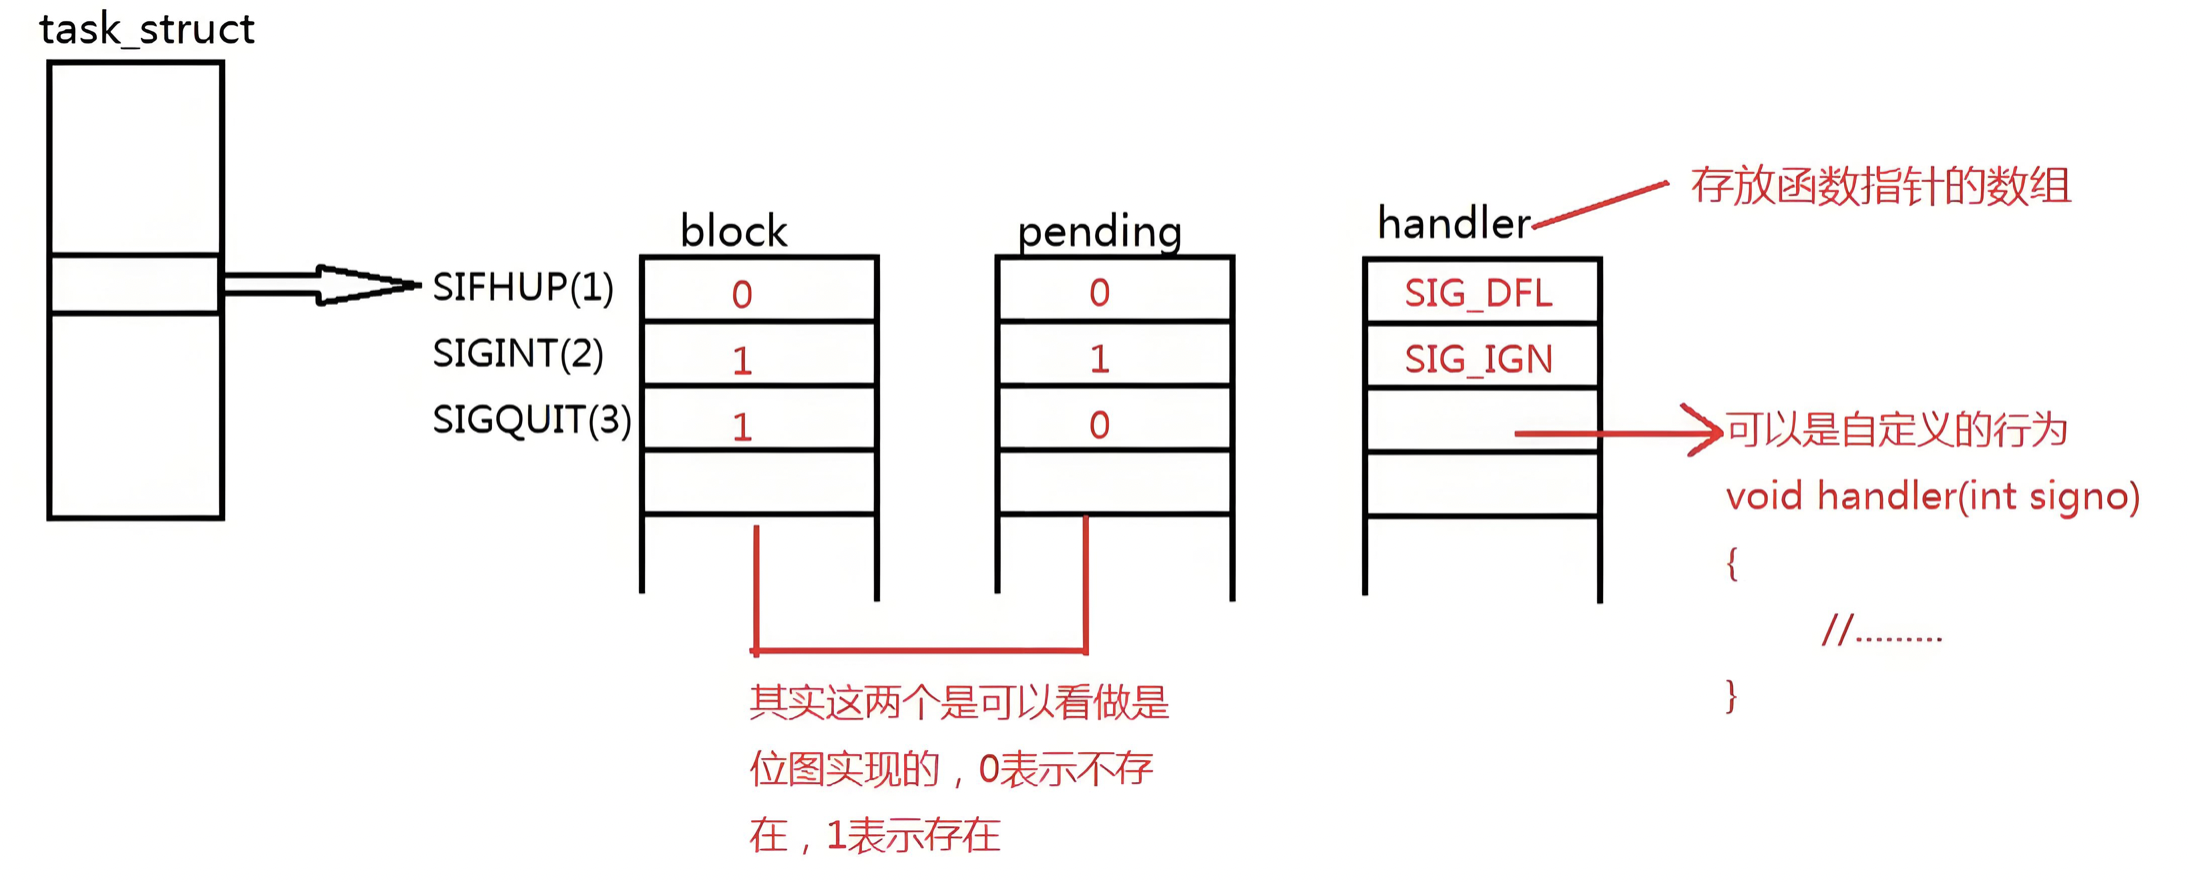 task_struct
存放函数指针的数组
block
pending
handler
SIFHUP(1)
0
0
SIG_DFL
SIGINT(2)
1
1
SIG_IGN
SIGQUIT(3)
1
0
可以是自定义的行为
void handler(int signo)
{
//.........
}
其实这两个是可以看做是
位图实现的，0表示不存
在，1表示存在